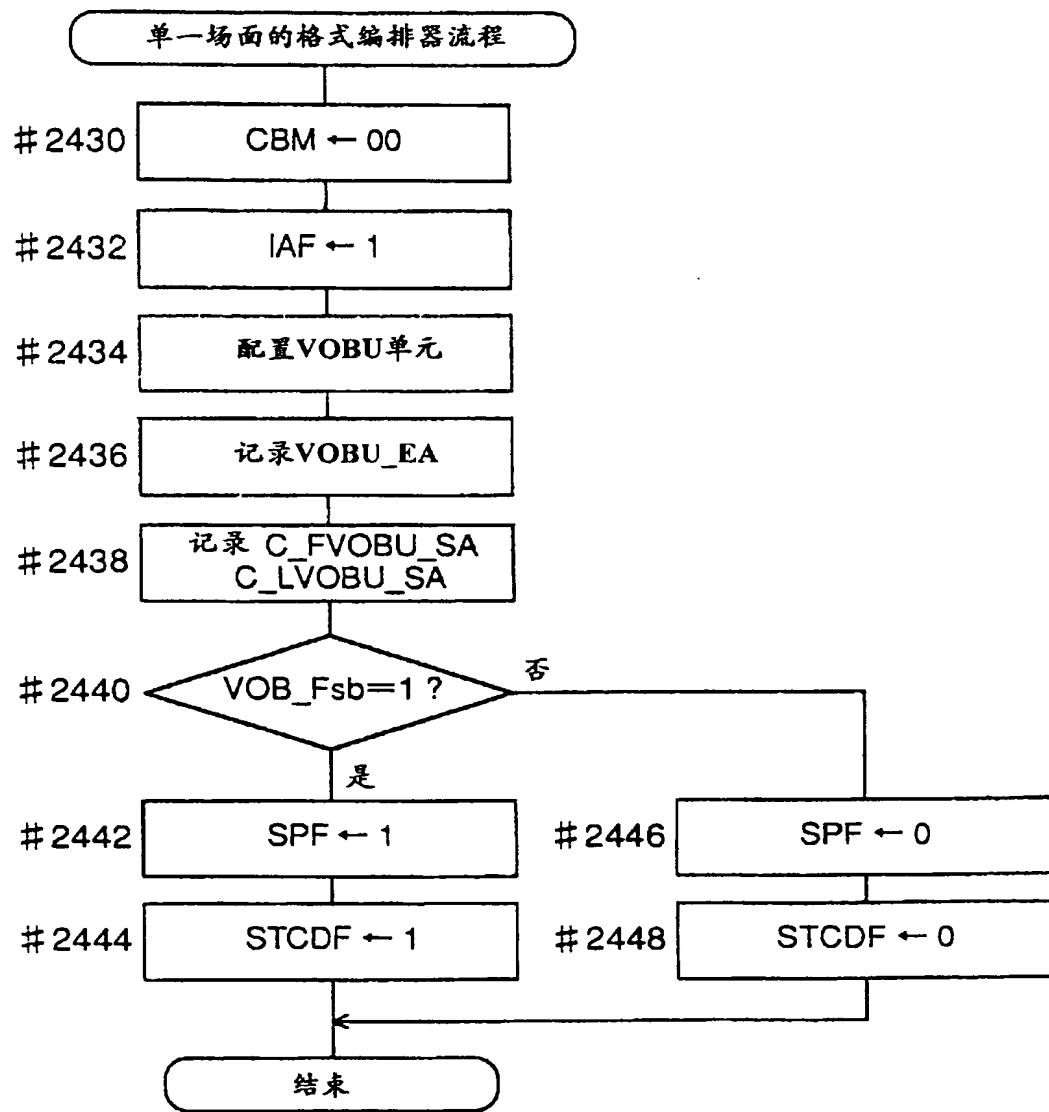 单一场面的格式编排器流程
#2430
CBM ← 00
#2432
IAF ← 1
#2434
配置VOBU单元
#2436
记录VOBU_EA
#2438
记录 C_FVOBU_SA
C_LVOBU_SA
#2440
VOB_Fsb=1 ?
否
是
#2442
SPF ← 1
#2446
SPF ← 0
#2444
STCDF ← 1
#2448
STCDF ← 0
结束